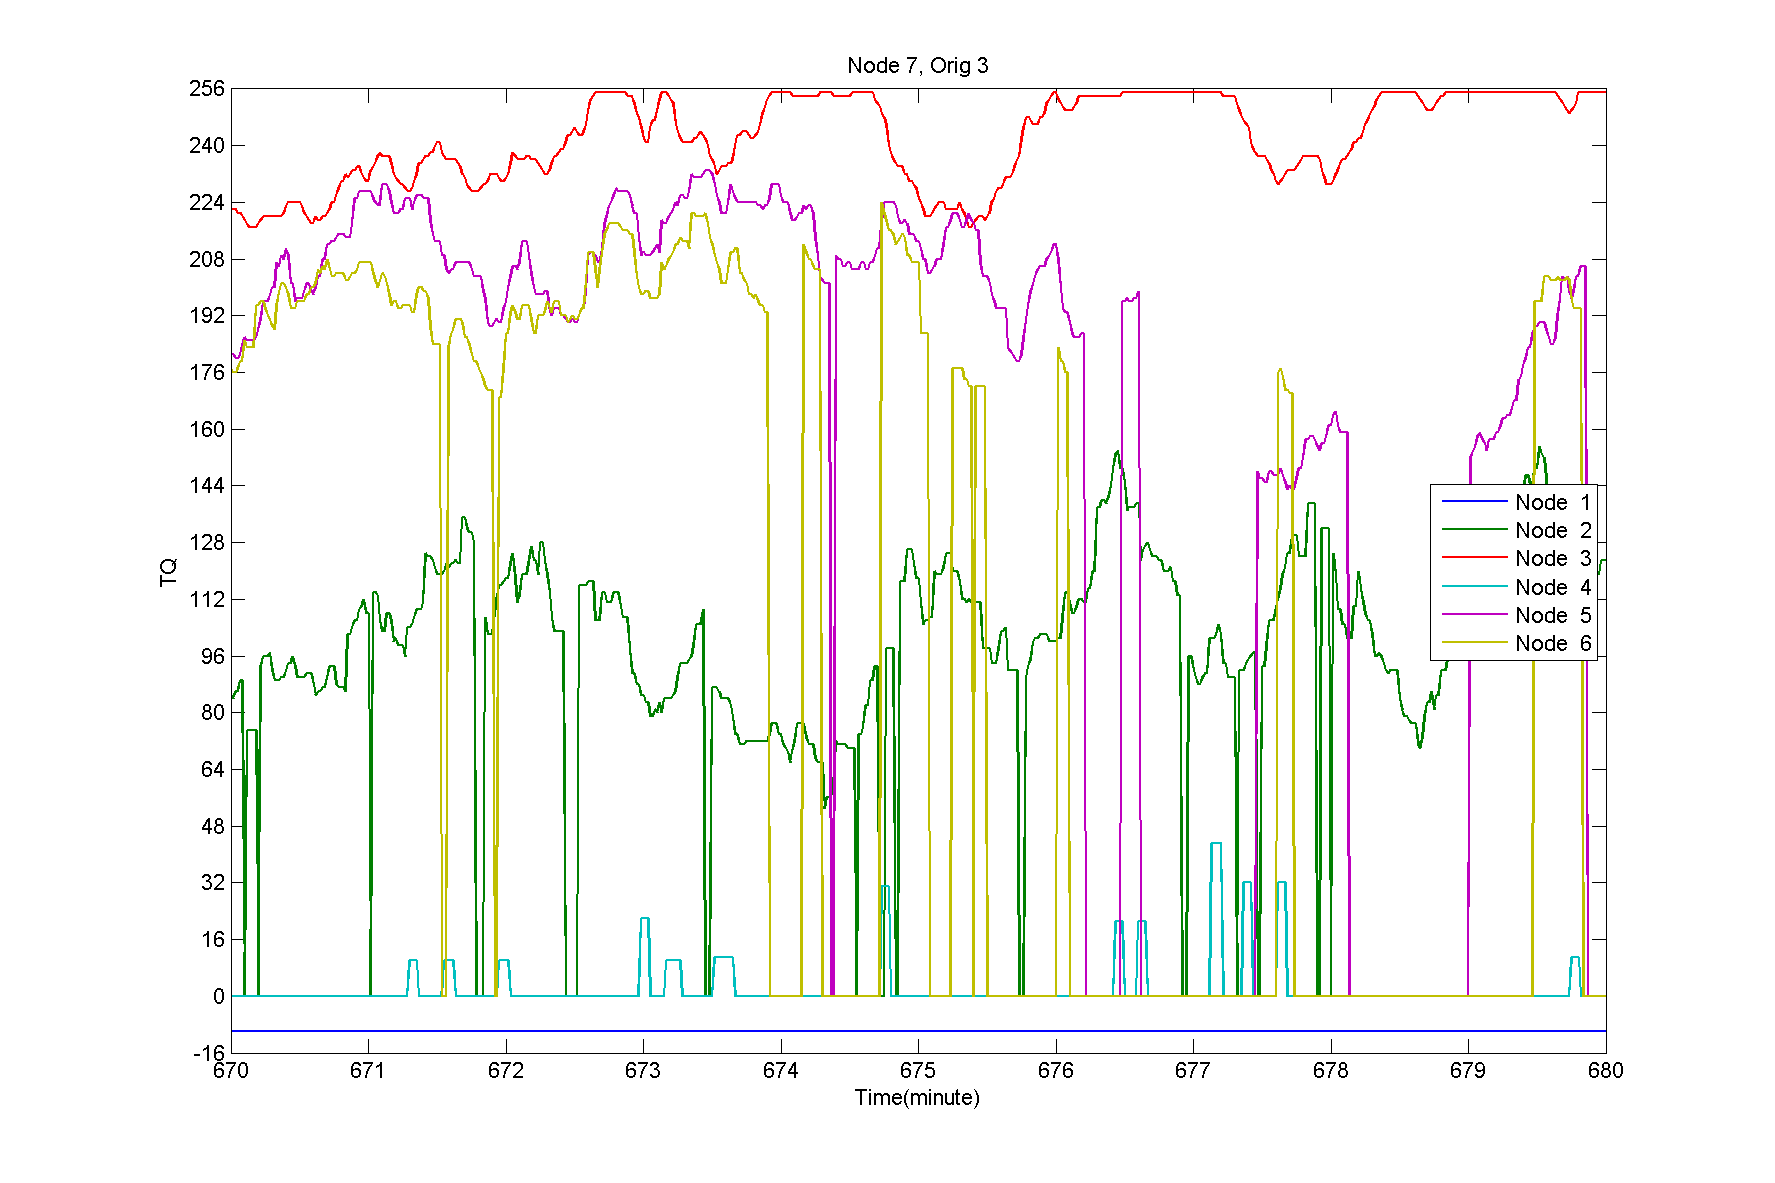 Node 7, Orig 3
256
240
224
208
192
176
160
144
128
112
96
80
64
48
32
16
0
-16
TQ
Node 1
Node 2
Node 3
Node 4
Node 5
Node 6
670 671 672 673 674 675 676 677 678 679 680
Time(minute)